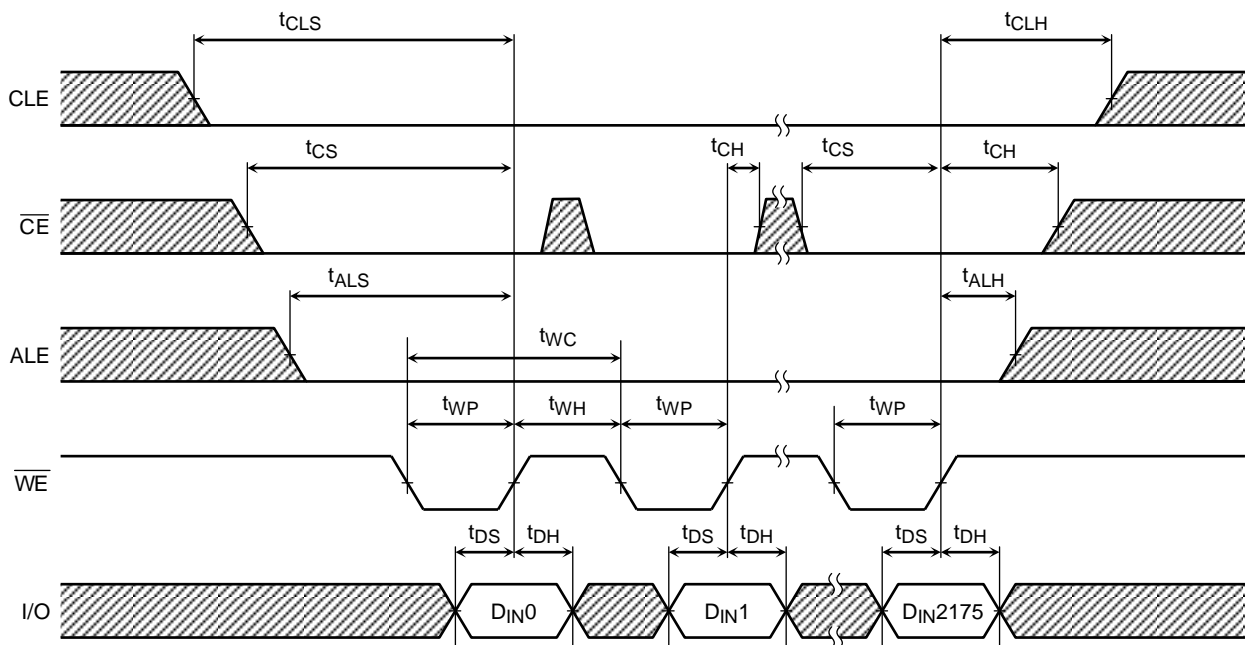 tCLS tCLH
CLE
tCS tCH tCS tCH
CE
tALS tALH
tWC
ALE
tWP tWH tWP tWP
WE
tDS tDH tDS tDH tDS tDH
I/O DIN0 DIN1 DIN2175